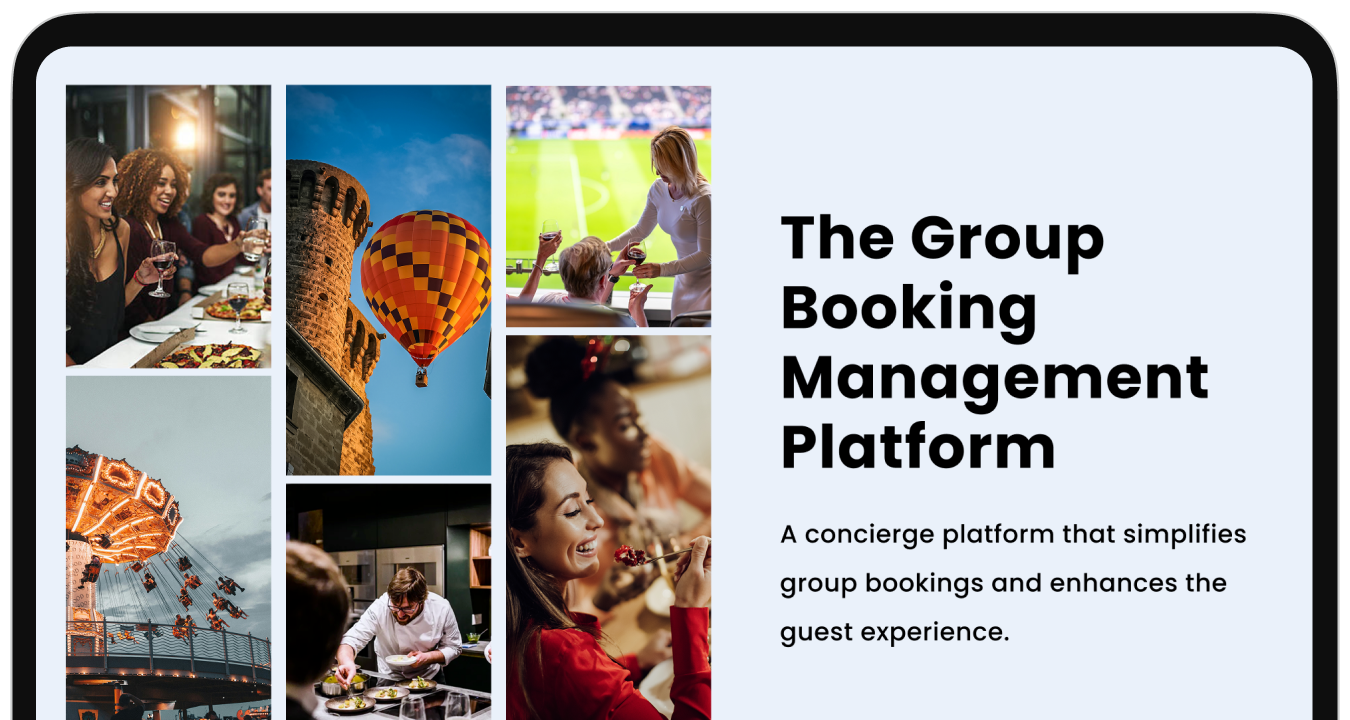 The Group
Booking
Management
Platform
A concierge platform that simplifies
group bookings and enhances the
guest experience.